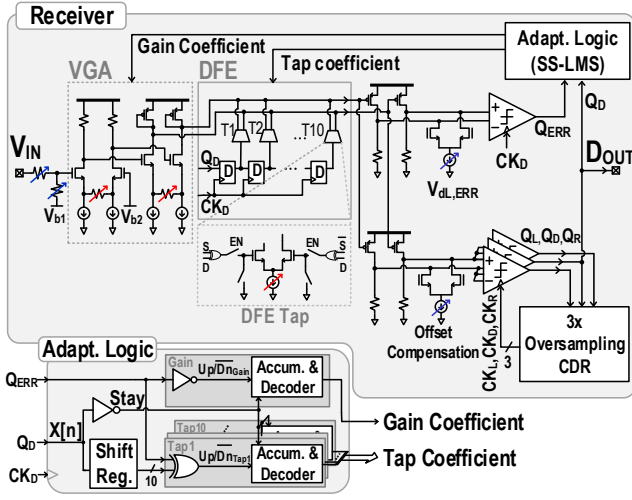 Receiver
Gain Coefficient
Adapt. Logic
(SS-LMS)
VGA
DFE
Tap coefficient
T1
T2
...T10
Q_ERR
Q_D
V_IN
Q_D
D
D
D
CK_D
CK_D
D_OUT
V_b1
V_b2
V_dL,ERR
S
D
EN
EN
S̅
D
DFE Tap
Q_L,Q_D,Q_R
Offset
Compensation
CK_L, CK_D, CK_R
3
3x
Oversampling
CDR
Adapt. Logic
Gain
Q_ERR
Up/D̅n̅_Gain
Accum. &
Decoder
Stay
Gain Coefficient
Q_D
X[n]
Tap10
4
Tap1
Shift
Reg.
10
Up/D̅n̅_Tap1
Accum. &
Decoder
Tap Coefficient
CK_D